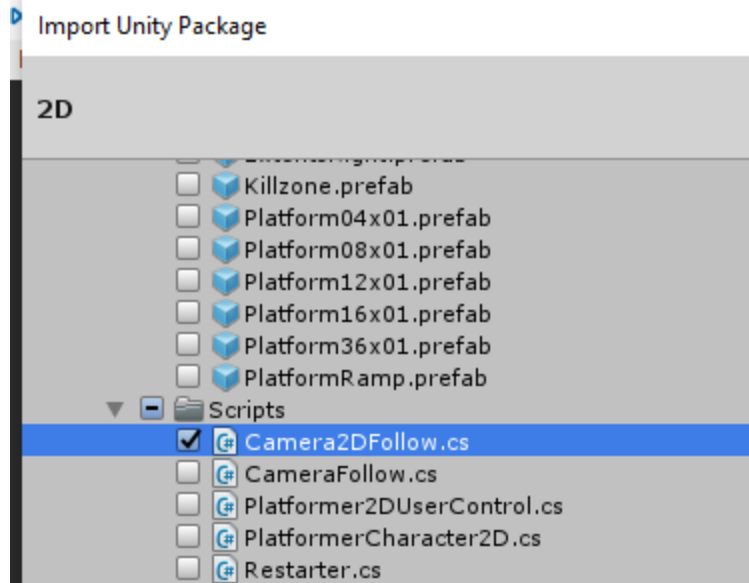 Import Unity Package
2D
Killzone.prefab
Platform04x01.prefab
Platform08x01.prefab
Platform12x01.prefab
Platform16x01.prefab
Platform36x01.prefab
PlatformRamp.prefab
Scripts
Camera2DFollow.cs
CameraFollow.cs
Platformer2DUserControl.cs
PlatformerCharacter2D.cs
Restarter.cs